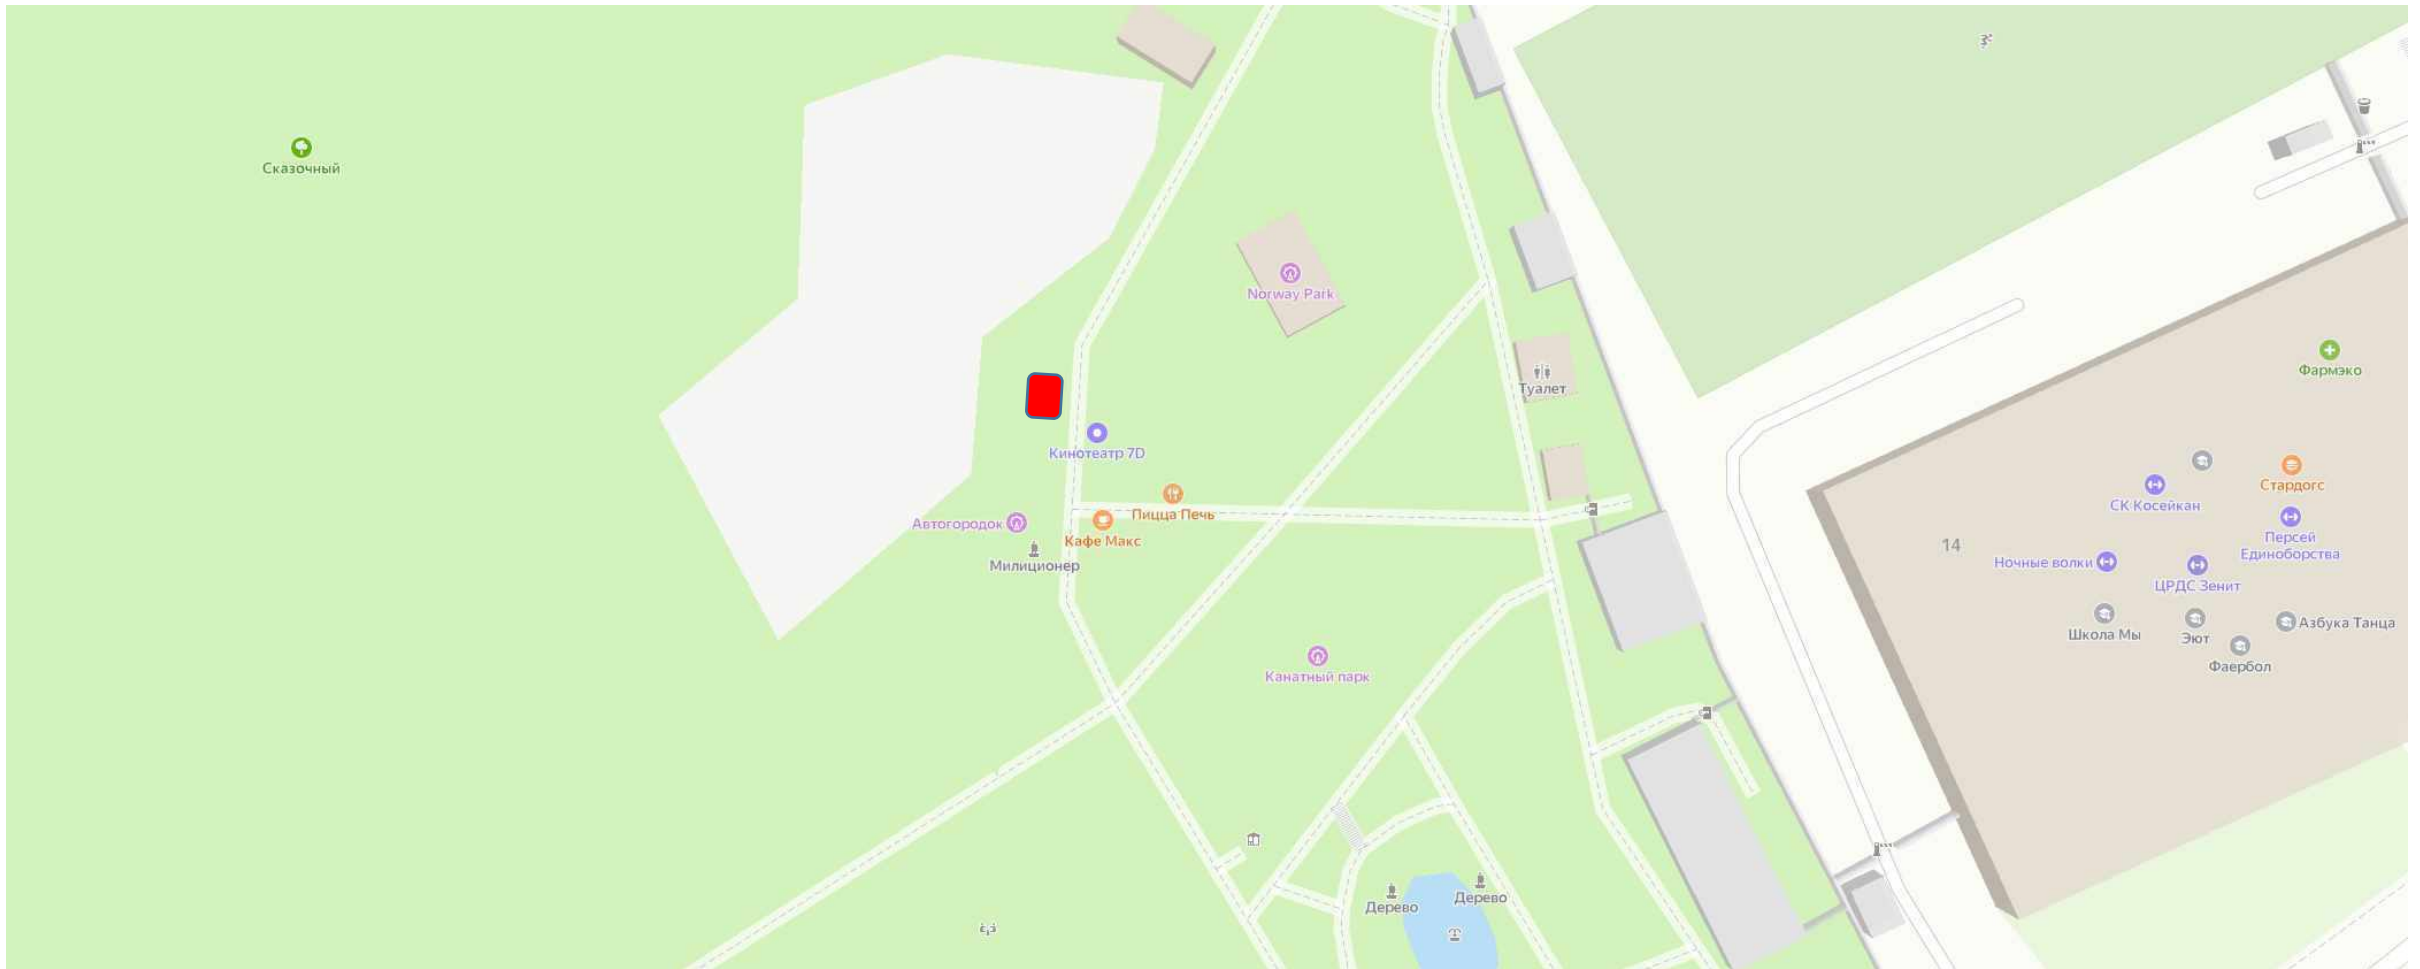 Сказочный
Norway Park
Туалет
Фармэко
Кинотеатр 7D
Стардогс
СК Косейкан
Пицца Печь
Автогородок
Кафе Макс
Персей
Единоборства
14
Милиционер
Ночные волки
ЦРДС Зенит
Школа Мы
Эют
Азбука Танца
Фаербол
Канатный парк
Дерево
Дерево